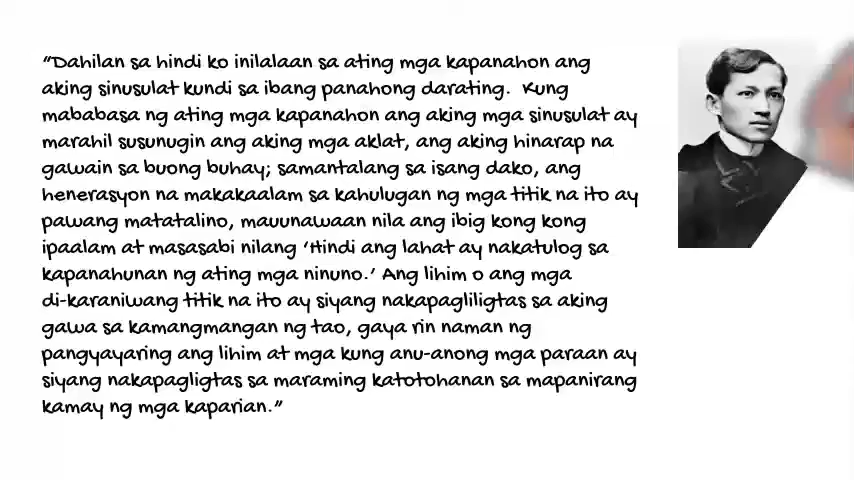 "Dahilan sa hindi ko inilalaan sa ating mga kapanahon ang
aking sinusulat kundi sa ibang panahong darating. Kung
mababasa ng ating mga kapanahon ang aking mga sinusulat ay
marahil susunugin ang aking mga aklat, ang aking hinarap na
gawain sa buong buhay; samantalang sa isang dako, ang
henerasyon na makakaalam sa kahulugan ng mga titik na ito ay
pawang matatalino, mauunawaan nila ang ibig kong kong
ipaalam at masasabi nilang 'Hindi ang lahat ay nakatulog sa
kapanahunan ng ating mga ninuno.' Ang lihim o ang mga
di-karaniwang titik na ito ay siyang nakapagliligtas sa aking
gawa sa kamangmangan ng tao, gaya rin naman ng
pangyayaring ang lihim at mga kung anu-anong mga paraan ay
siyang nakapagligtas sa maraming katotohanan sa mapanirang
kamay ng mga kaparian."